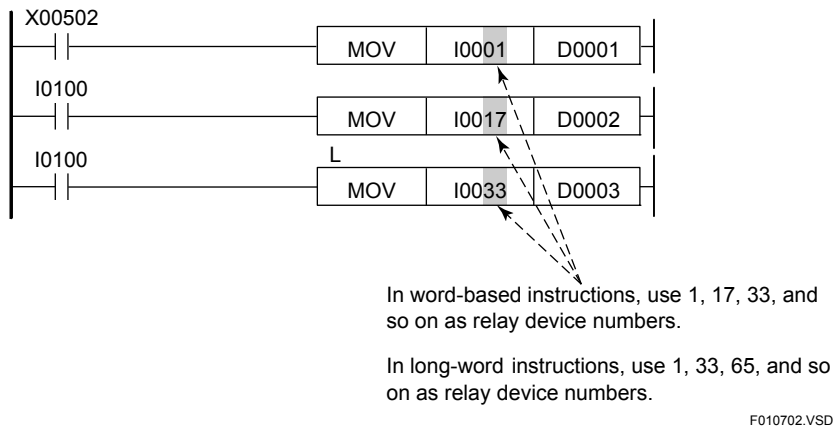 X00502
MOV I0001 D0001
I0100
MOV I0017 D0002
I0100
L
MOV I0033 D0003
In word-based instructions, use 1, 17, 33, and
so on as relay device numbers.
In long-word instructions, use 1, 33, 65, and so
on as relay device numbers.
F010702.VSD